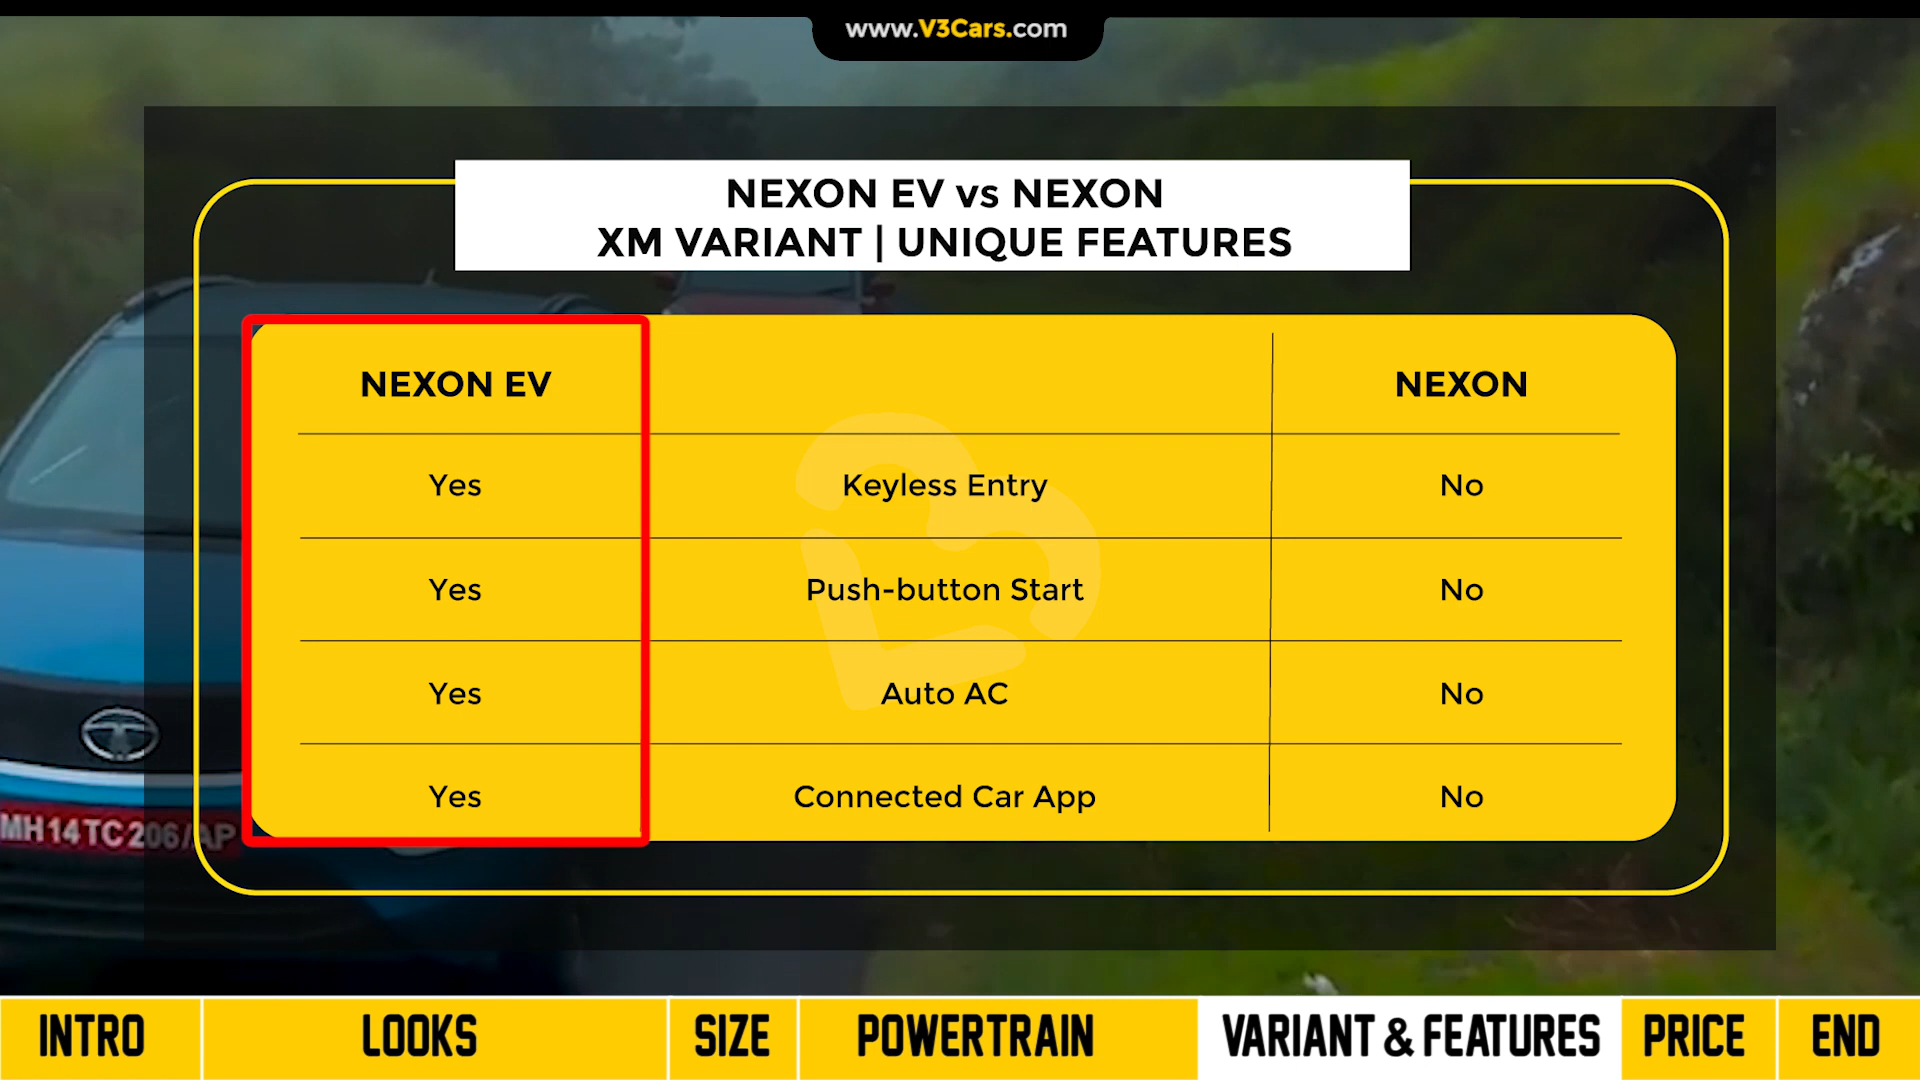 www.V3Cars.com
NEXON EV vs NEXON
XM VARIANT | UNIQUE FEATURES
NEXON EV NEXON
Yes Keyless Entry No
Yes Push-button Start No
Yes Auto AC No
Yes Connected Car App No
MH14TC206/AP
INTRO LOOKS SIZE POWERTRAIN VARIANT & FEATURES PRICE END